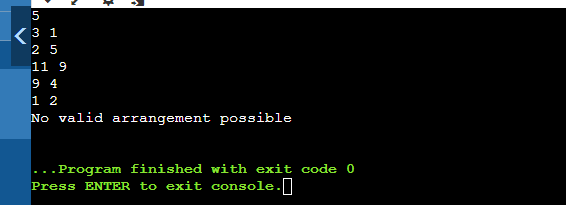 5
3 1
2 5
11 9
9 4
1 2
No valid arrangement possible
...Program finished with exit code 0
Press ENTER to exit console.